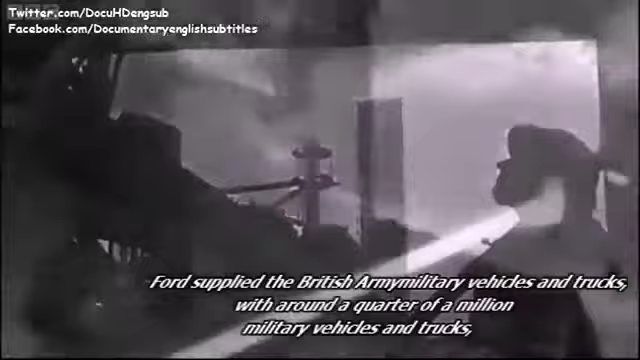 Twitter.com/DocuHDengsub
Facebook.com/Documentaryenglishsubtitles
Ford supplied the British Armymilitary vehicles and trucks,
with around a quarter of a million
military vehicles and trucks,